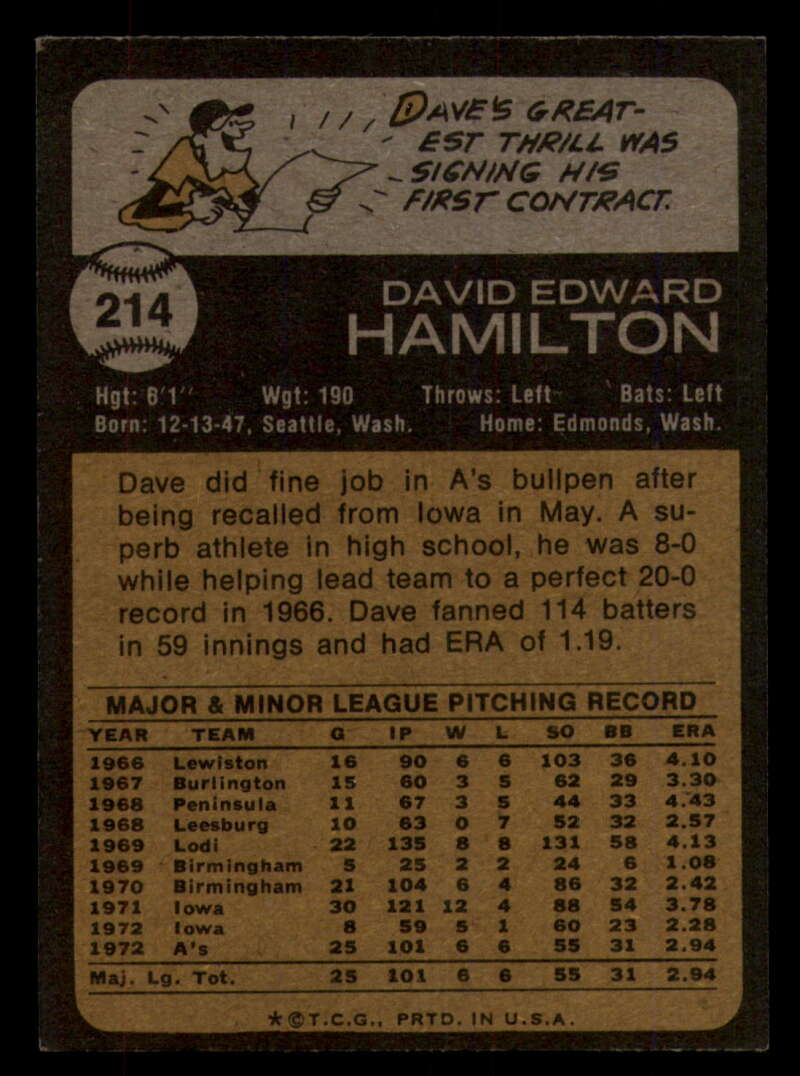 DAVE'S GREAT-
EST THRILL WAS
SIGNING HIS
FIRST CONTRACT.
214
DAVID EDWARD
HAMILTON
Hgt: 6'1" Wgt: 190 Throws: Left Bats: Left
Born: 12-13-47, Seattle, Wash. Home: Edmonds, Wash.
Dave did fine job in A's bullpen after
being recalled from Iowa in May. A su-
perb athlete in high school, he was 8-0
while helping lead team to a perfect 20-0
record in 1966. Dave fanned 114 batters
in 59 innings and had ERA of 1.19.
MAJOR & MINOR LEAGUE PITCHING RECORD
YEAR TEAM G IP W L SO BB ERA
1966 Lewiston 16 90 6 6 103 36 4.10
1967 Burlington 15 60 3 5 62 29 3.30
1968 Peninsula 11 67 3 5 44 33 4.43
1968 Leesburg 10 63 0 7 52 32 2.57
1969 Lodi 22 135 8 8 131 58 4.13
1969 Birmingham 5 25 2 2 24 6 1.08
1970 Birmingham 21 104 6 4 86 32 2.42
1971 Iowa 30 121 12 4 88 54 3.78
1972 Iowa 8 59 5 1 60 23 2.28
1972 A's 25 101 6 6 55 31 2.94
Maj. Lg. Tot. 25 101 6 6 55 31 2.94
*©T.C.G., PRTD. IN U.S.A.